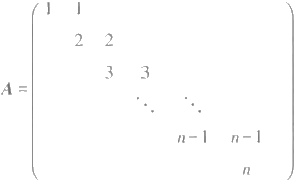 A = ( 1 1
2 2
3 3
⋱ ⋱
n-1 n-1
n )